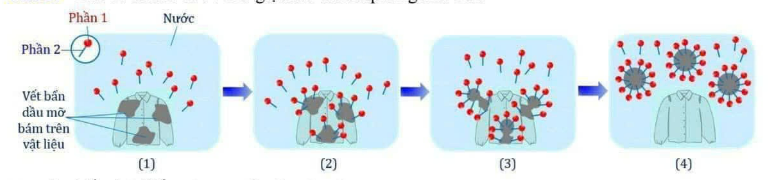 Phần 1
Nước
Phần 2
Vết bẩn
dầu mỡ
bám trên
vật liệu
(1)
(2)
(3)
(4)